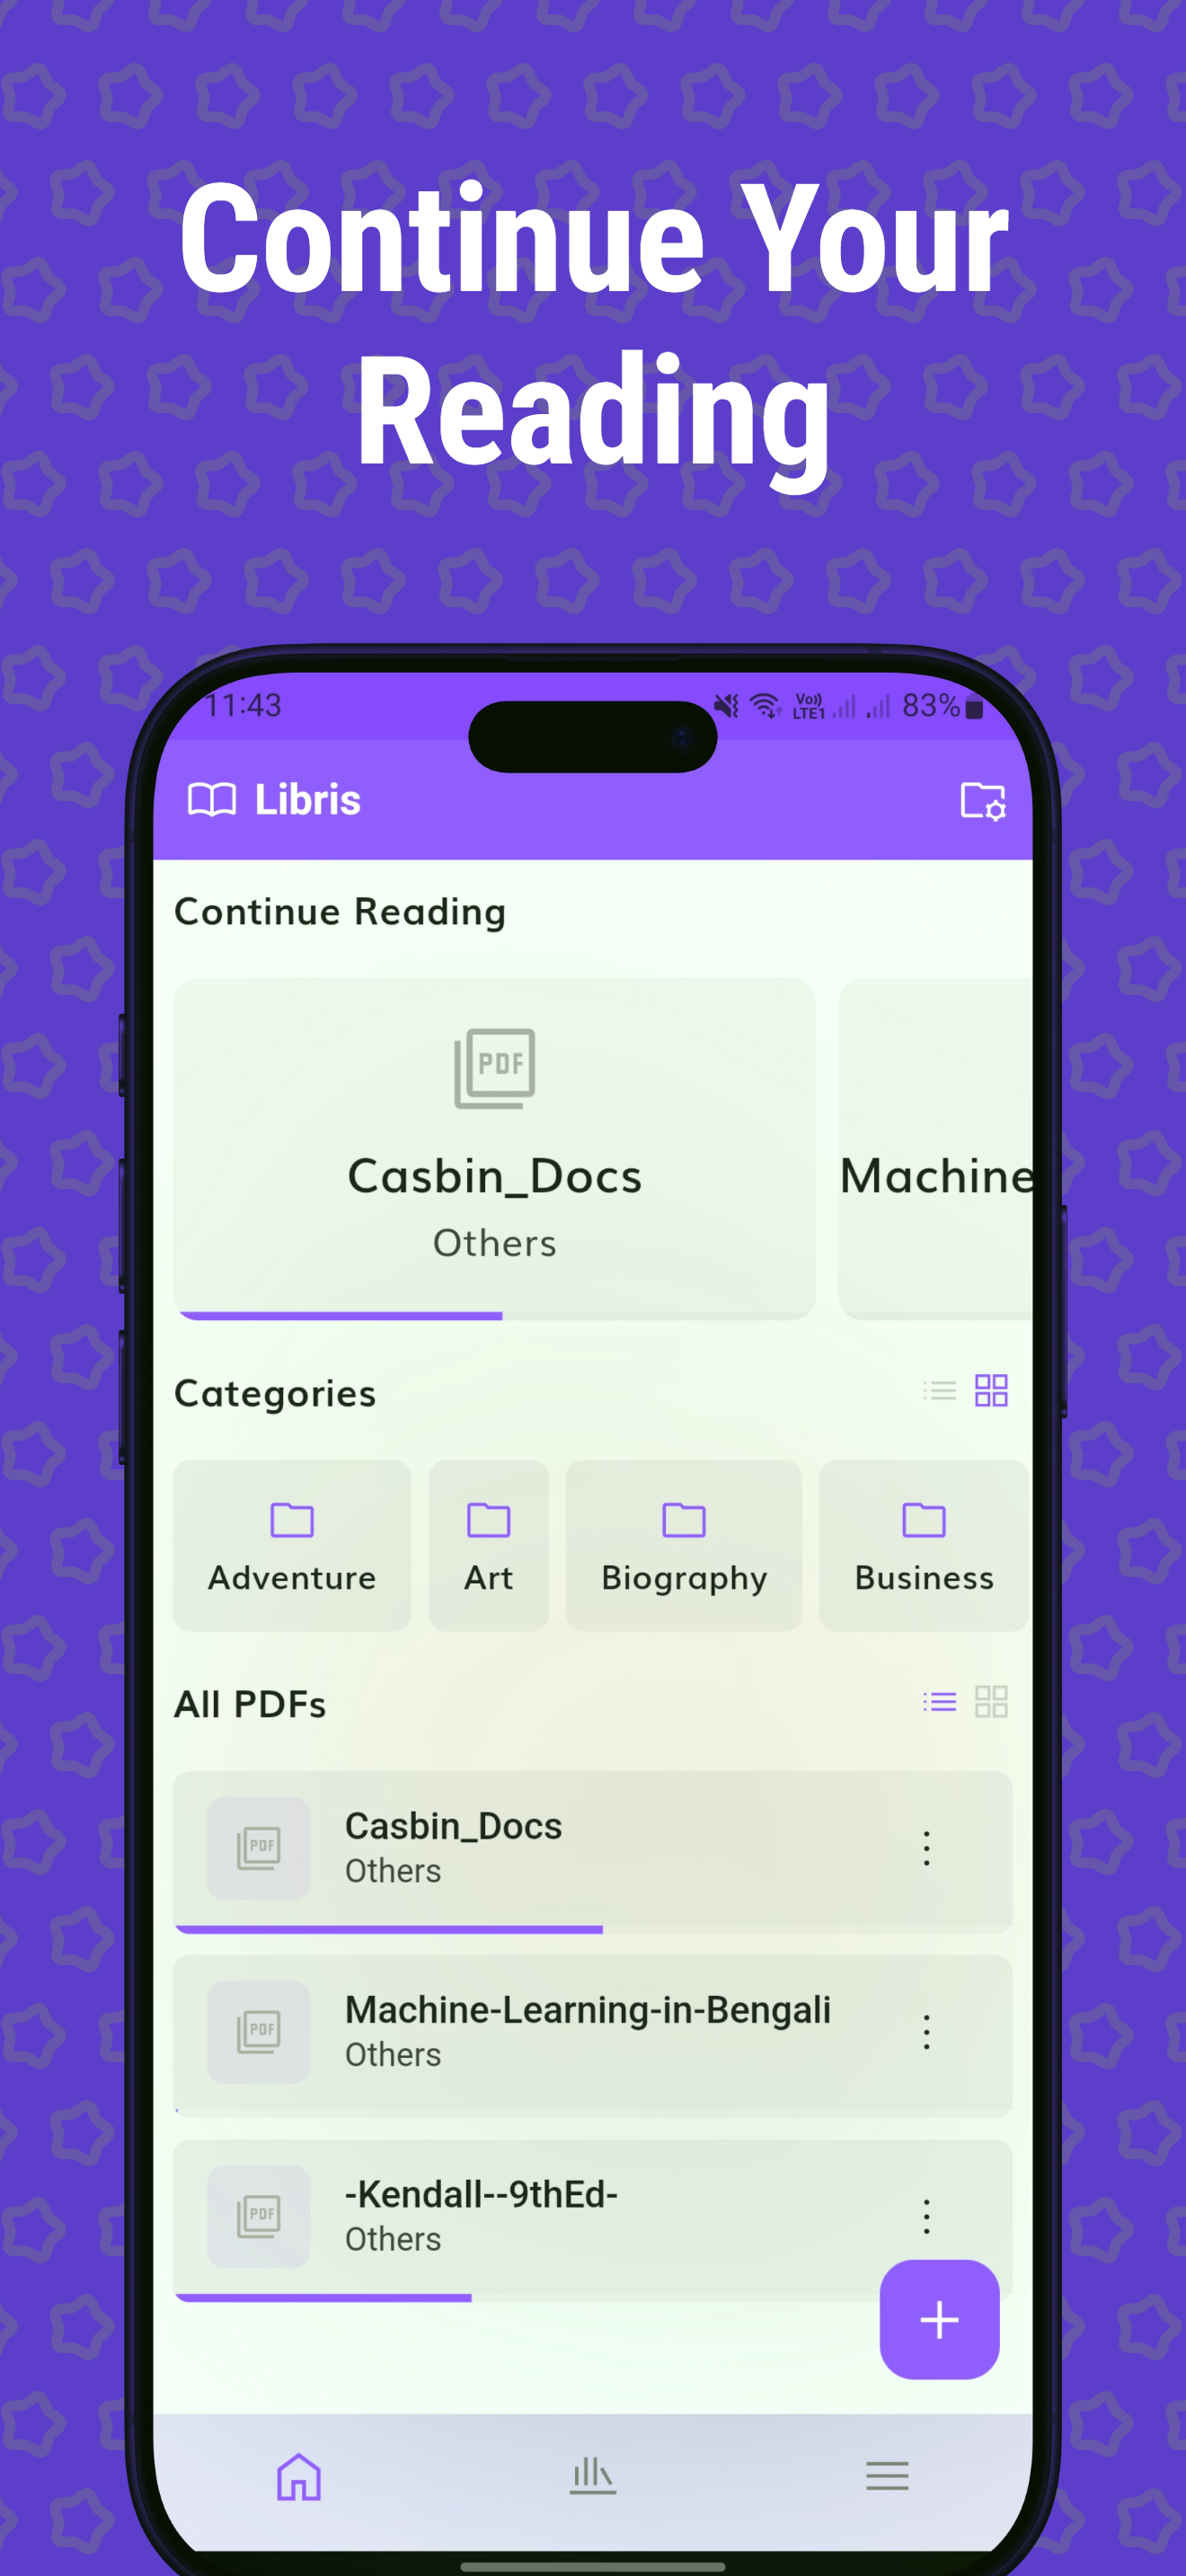 Continue Your
Reading
11:43
Vo))
LTE1
83%
Libris
Continue Reading
PDF
Casbin_Docs
Others
Machine
Categories
Adventure
Art
Biography
Business
All PDFs
PDF
Casbin_Docs
Others
PDF
Machine-Learning-in-Bengali
Others
PDF
-Kendall--9thEd-
Others